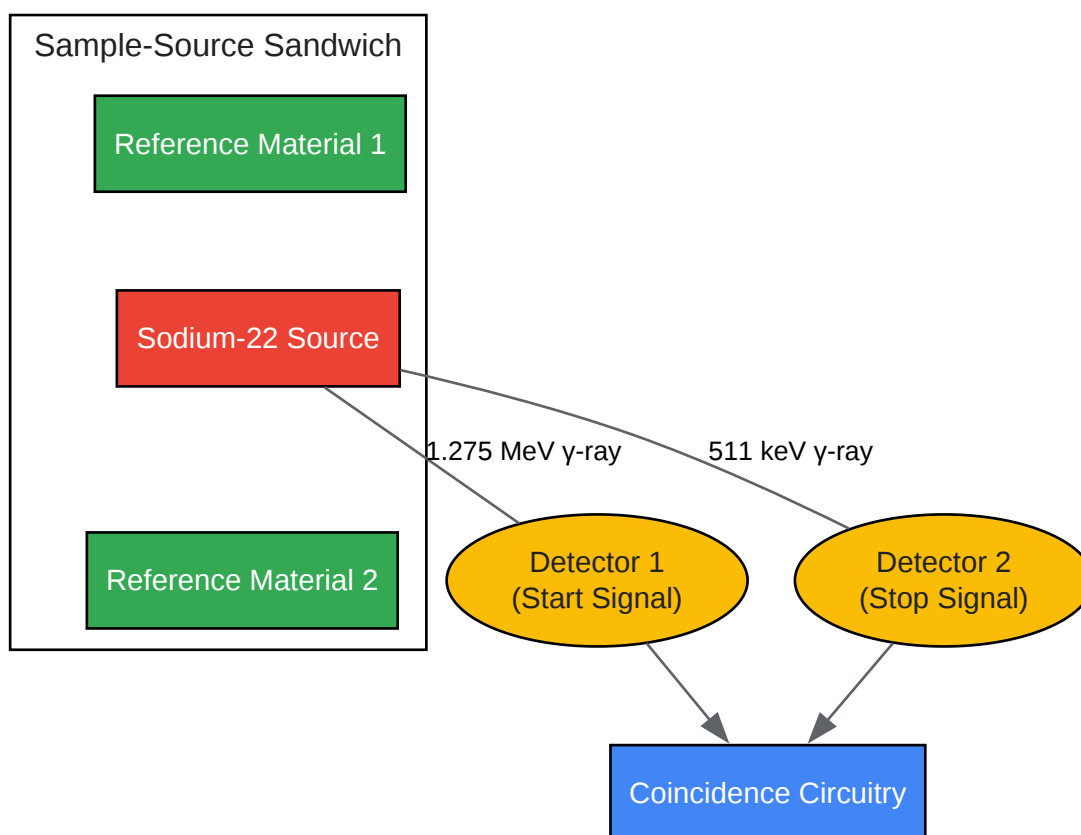 Sample-Source Sandwich
Reference Material 1
Sodium-22 Source
1.275 MeV γ-ray
511 keV γ-ray
Detector 1
(Start Signal)
Detector 2
(Stop Signal)
Reference Material 2
Coincidence Circuitry